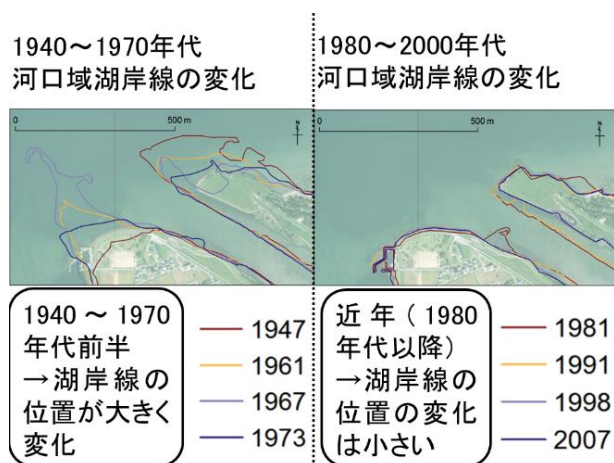 1940～1970年代
河口域湖岸線の変化
0
500 m
N
1940～1970
年代前半
→湖岸線の
位置が大きく
変化
1947
1961
1967
1973
1980～2000年代
河口域湖岸線の変化
0
500 m
N
近年(1980
年代以降)
→湖岸線の
位置の変化
は小さい
1981
1991
1998
2007